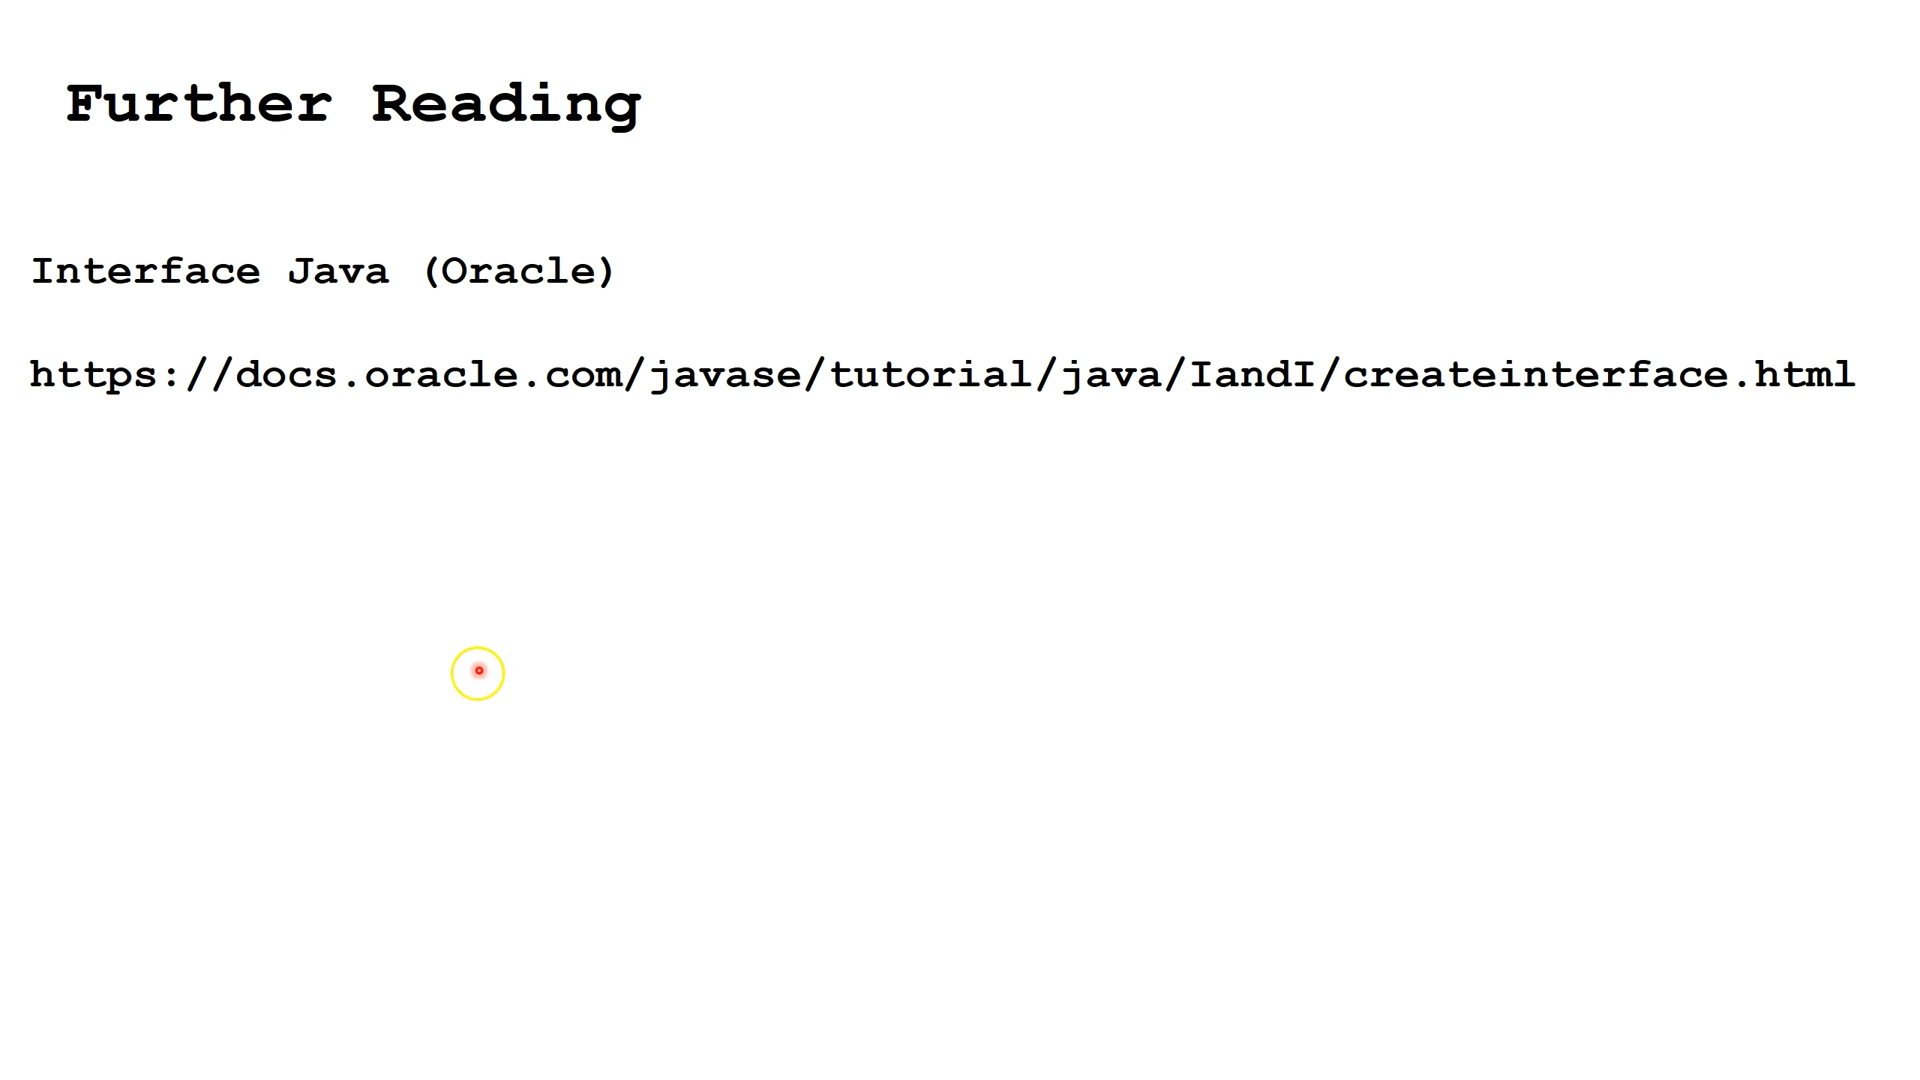 Further Reading
Interface Java (Oracle)
https://docs.oracle.com/javase/tutorial/java/IandI/createinterface.html